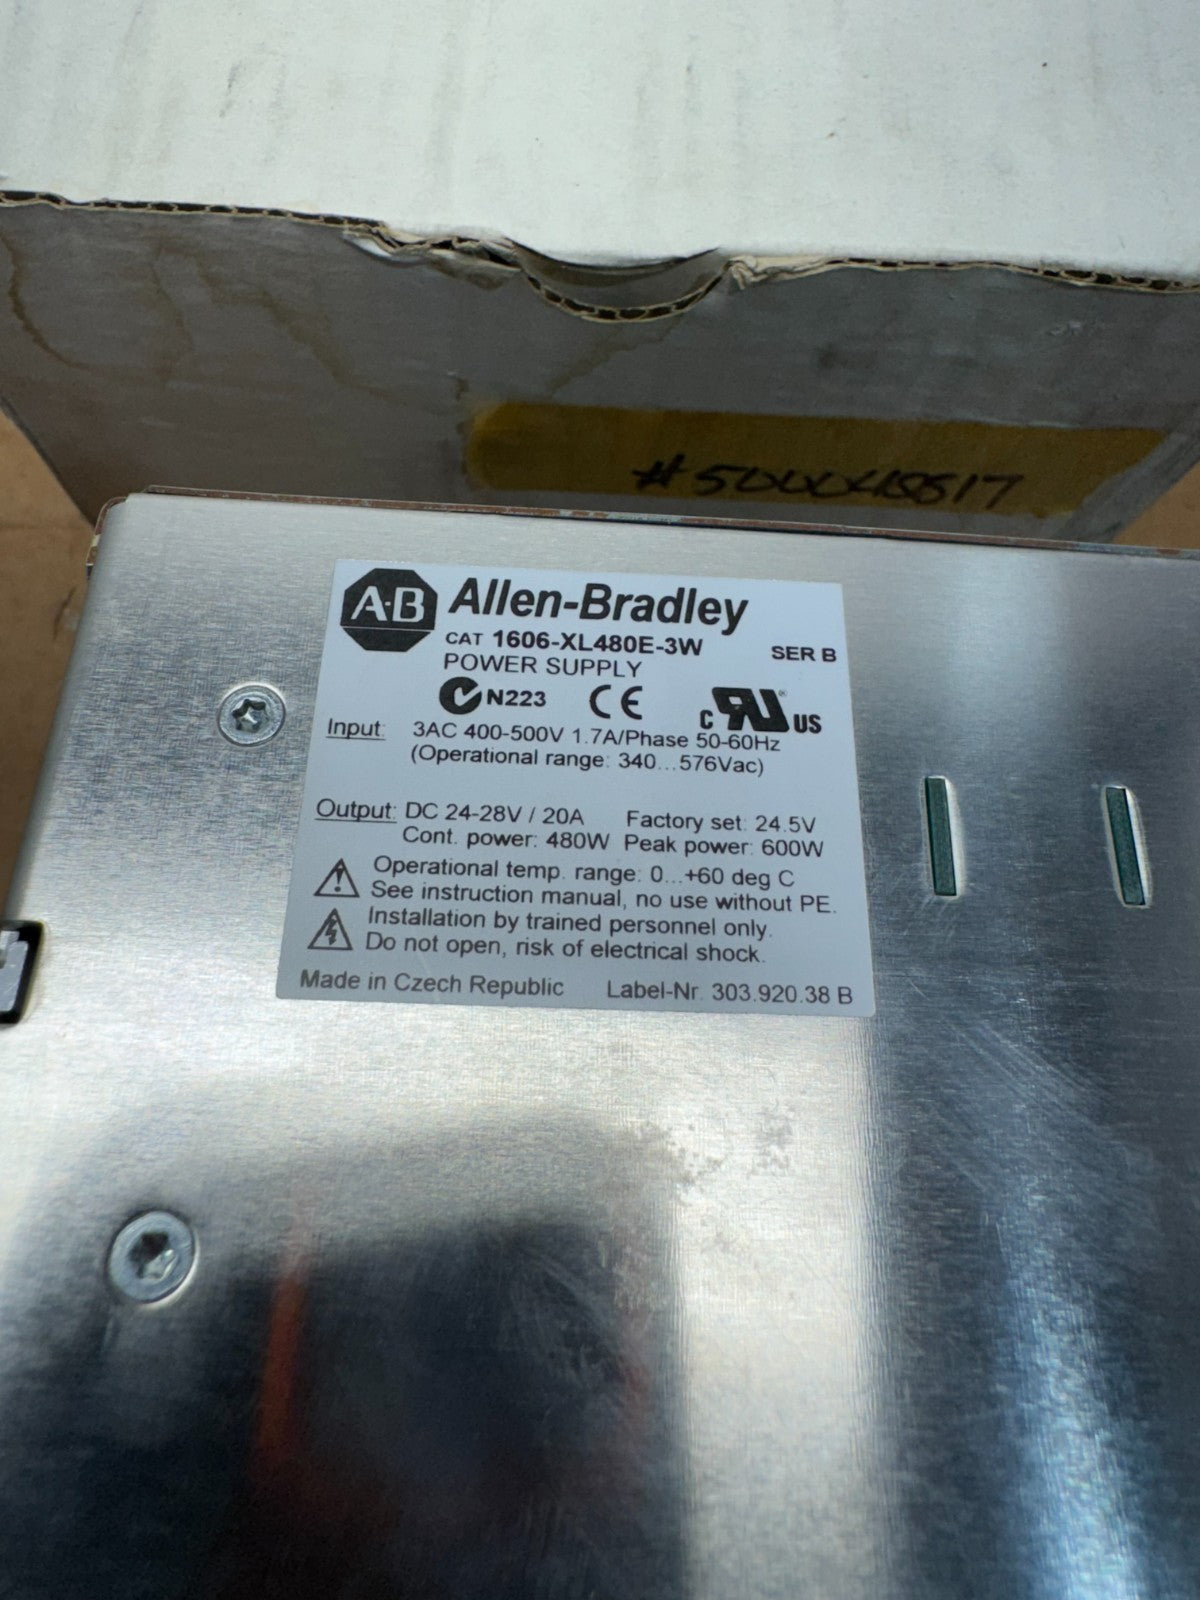 #500048817
A·B Allen-Bradley
CAT 1606-XL480E-3W SER B
POWER SUPPLY
N223 CE C RU US
Input: 3AC 400-500V 1.7A/Phase 50-60Hz
(Operational range: 340...576Vac)
Output: DC 24-28V / 20A Factory set: 24.5V
Cont. power: 480W Peak power: 600W
Operational temp. range: 0...+60 deg C
See instruction manual, no use without PE.
Installation by trained personnel only.
Do not open, risk of electrical shock.
Made in Czech Republic Label-Nr. 303.920.38 B